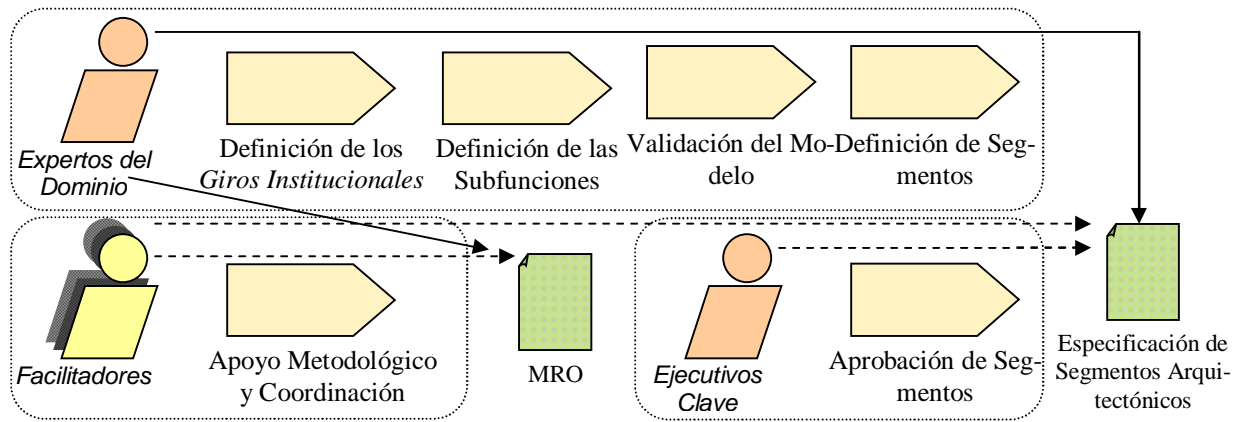 Expertos del
Dominio
Definición de los
Giros Institucionales
Definición de las
Subfunciones
Validación del Mo-
delo
Definición de Seg-
mentos
Facilitadores
Apoyo Metodológico
y Coordinación
MRO
Ejecutivos
Clave
Aprobación de Seg-
mentos
Especificación de
Segmentos Arqui-
tectónicos